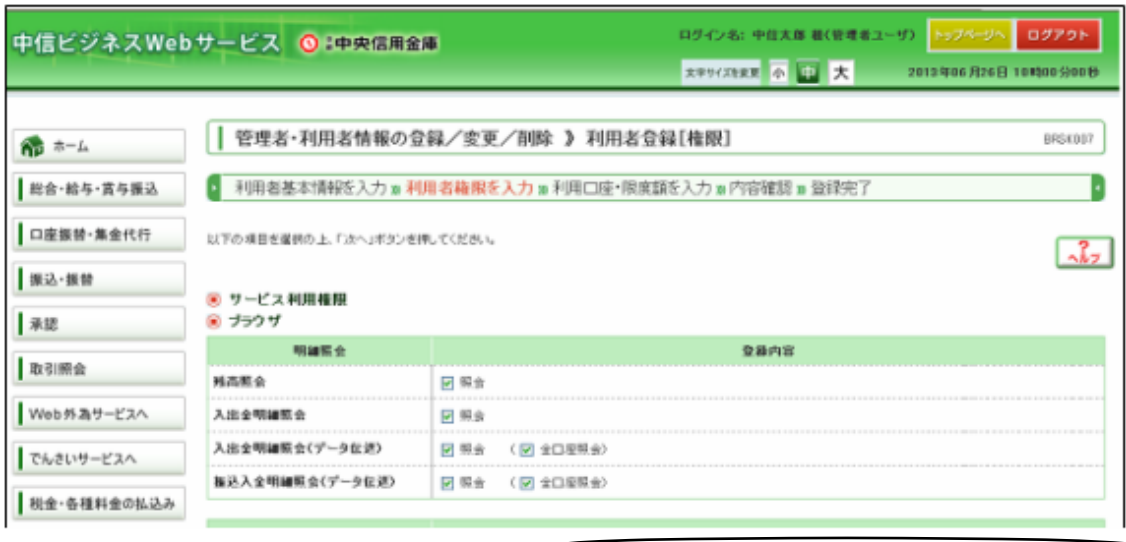 中信ビジネスWebサービス 京都中央信用金庫
ログイン名: 中信太郎 様(管理者ユーザ) トップページへ ログアウト
文字サイズを変更 小 中 大 2013年06月26日 10時00分00秒
ホーム
総合・給与・賞与振込
口座振替・集金代行
振込・振替
承認
取引照会
Web外為サービスへ
でんさいサービスへ
税金・各種料金の払込み
管理者・利用者情報の登録/変更/削除 》 利用者登録[権限] BRSK007
利用者基本情報を入力 利用者権限を入力 利用口座・限度額を入力 内容確認 登録完了
以下の項目を選択の上、「次へ」ボタンを押してください。
? ヘルプ
サービス利用権限
ブラウザ
明細照会 登録内容
残高照会 照会
入出金明細照会 照会
入出金明細照会(データ伝送) 照会 (全口座照会)
振込入金明細照会(データ伝送) 照会 (全口座照会)